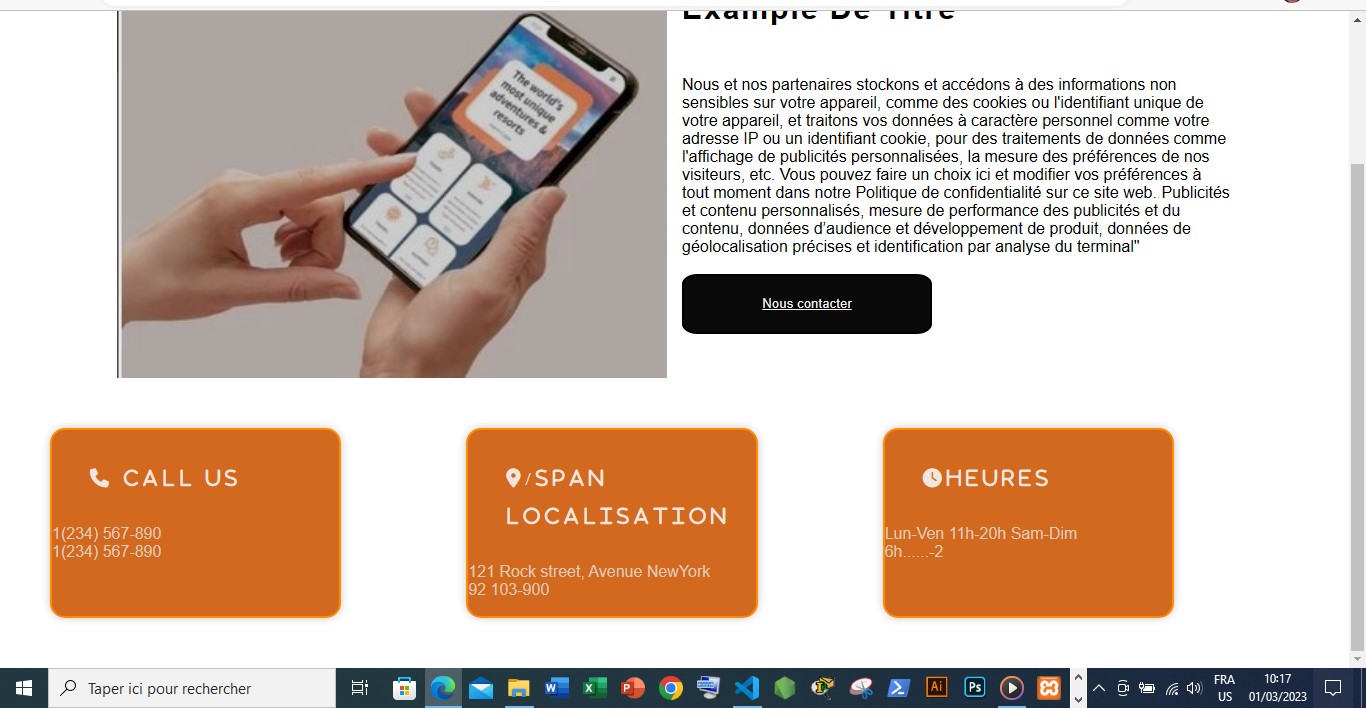 Example De Titre
The world's
most unique
adventures &
resorts
Nous et nos partenaires stockons et accédons à des informations non
sensibles sur votre appareil, comme des cookies ou l'identifiant unique de
votre appareil, et traitons vos données à caractère personnel comme votre
adresse IP ou un identifiant cookie, pour des traitements de données comme
l'affichage de publicités personnalisées, la mesure des préférences de nos
visiteurs, etc. Vous pouvez faire un choix ici et modifier vos préférences à
tout moment dans notre Politique de confidentialité sur ce site web. Publicités
et contenu personnalisés, mesure de performance des publicités et du
contenu, données d'audience et développement de produit, données de
géolocalisation précises et identification par analyse du terminal"
Nous contacter
CALL US
1(234) 567-890
1(234) 567-890
/SPAN
LOCALISATION
121 Rock street, Avenue NewYork
92 103-900
HEURES
Lun-Ven 11h-20h Sam-Dim
6h......-2
Taper ici pour rechercher
FRA
US
10:17
01/03/2023